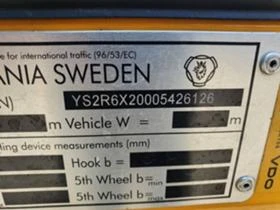 e for international traffic (96/53/EC)
ANIA SWEDEN
N) YS2R6X20005426126
m Vehicle W = m
ling device measurements (mm)
Hook b =
5th Wheel b = min
5th Wheel b = max
VDO